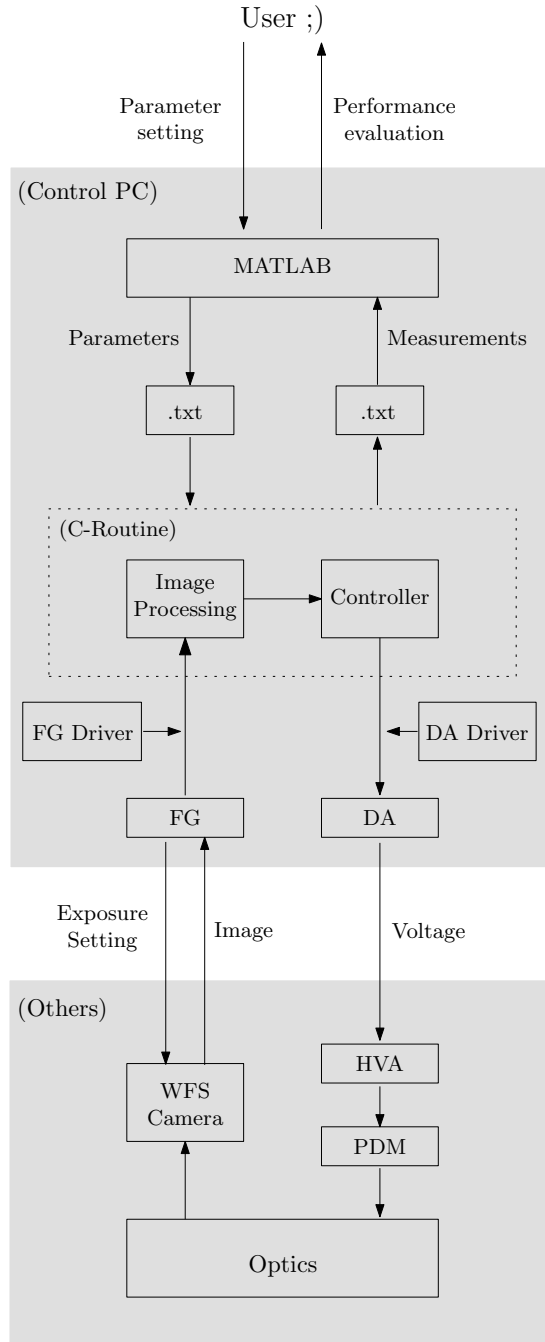 User ;)
Parameter
setting
Performance
evaluation
(Control PC)
MATLAB
Parameters
Measurements
.txt
.txt
(C-Routine)
Image
Processing
Controller
FG Driver
DA Driver
FG
DA
Exposure
Setting
Image
Voltage
(Others)
HVA
WFS
Camera
PDM
Optics